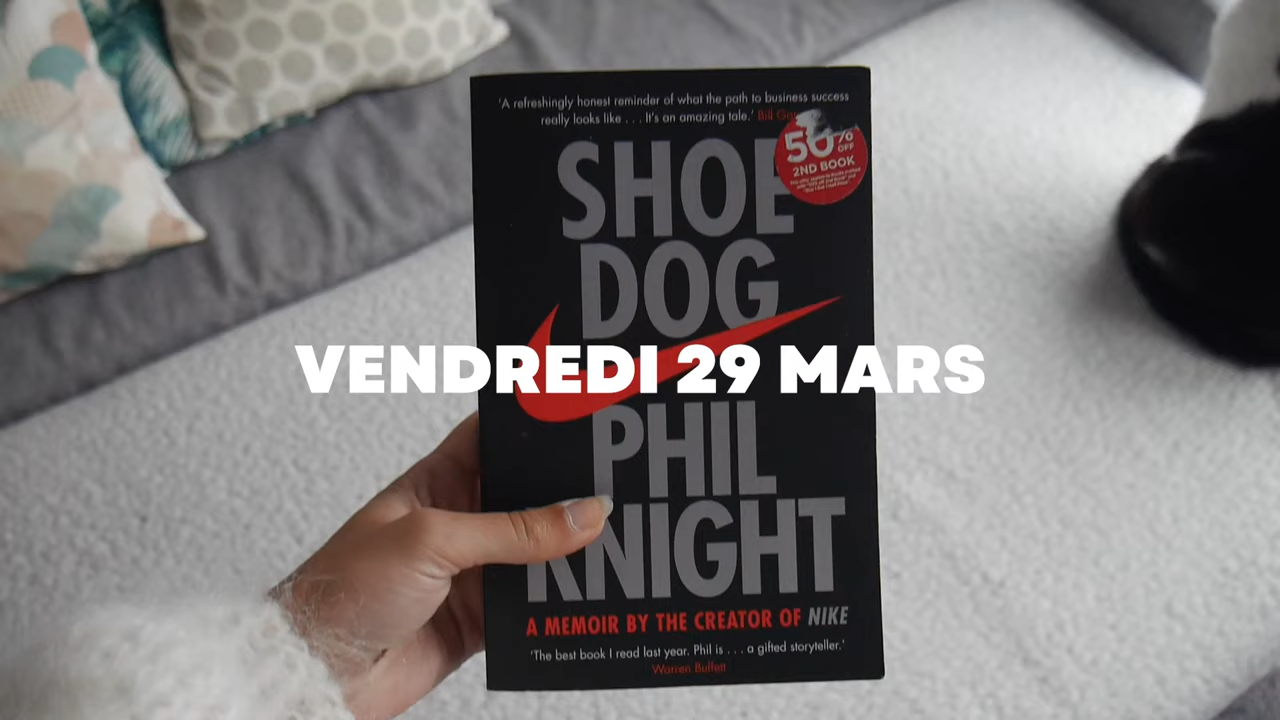 'A refreshingly honest reminder of what the path to business success
really looks like . . . It's an amazing tale.' Bill
50% OFF
2ND BOOK
SHOE
DOG
VENDREDI 29 MARS
PHIL
KNIGHT
A MEMOIR BY THE CREATOR OF NIKE
'The best book I read last year. Phil is . . . a gifted storyteller.'
Warren Buffett